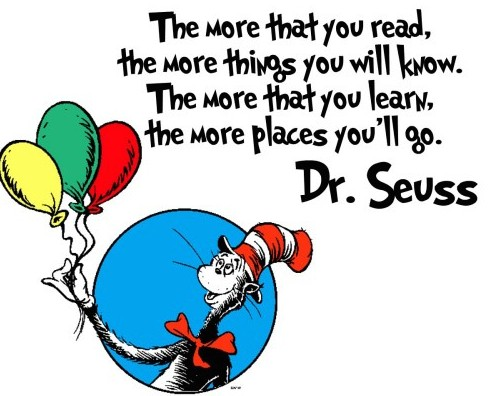 The more that you read,
the more things you will know.
The more that you learn,
the more places you'll go.
Dr. Seuss